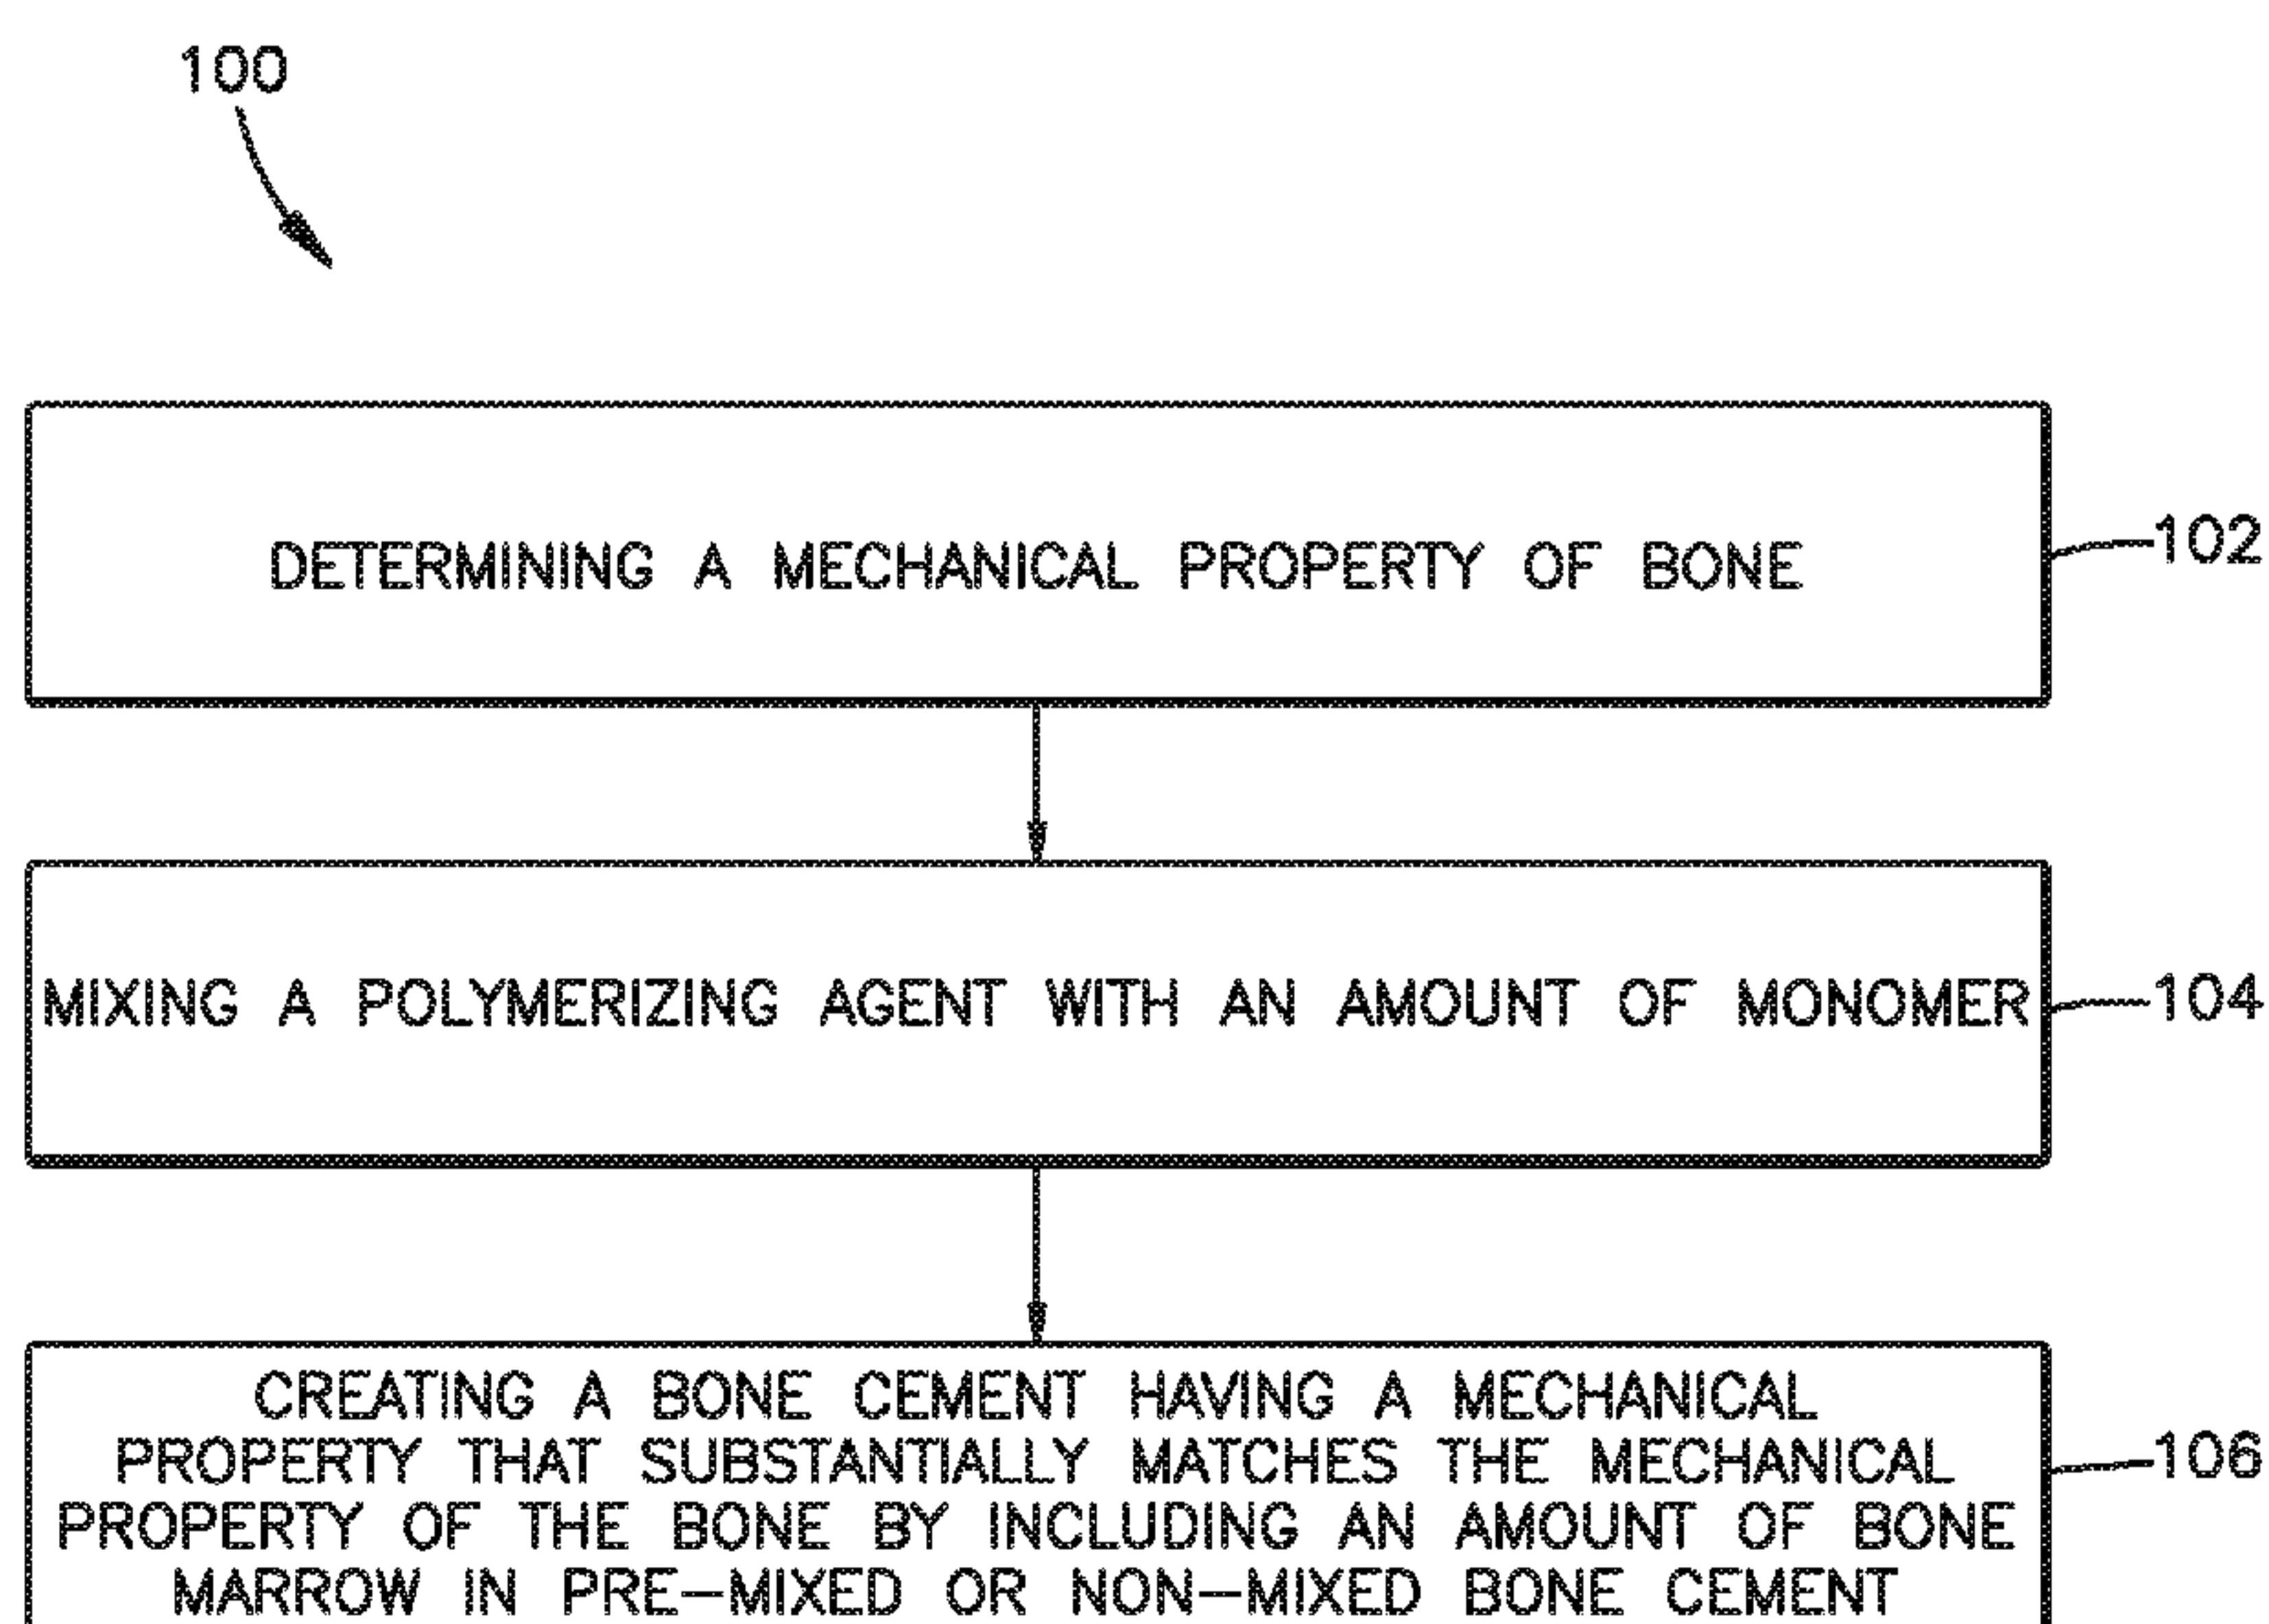 100
DETERMINING A MECHANICAL PROPERTY OF BONE
102
MIXING A POLYMERIZING AGENT WITH AN AMOUNT OF MONOMER
104
CREATING A BONE CEMENT HAVING A MECHANICAL
PROPERTY THAT SUBSTANTIALLY MATCHES THE MECHANICAL
106
PROPERTY OF THE BONE BY INCLUDING AN AMOUNT OF BONE
MARROW IN PRE-MIXED OR NON-MIXED BONE CEMENT